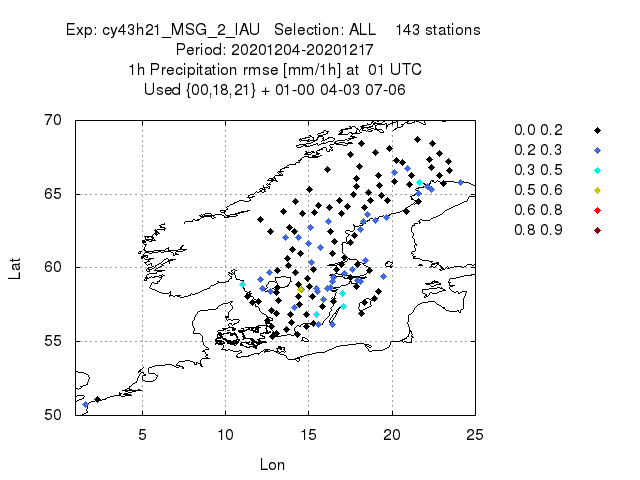 Exp: cy43h21_MSG_2_IAU   Selection: ALL    143 stations
Period: 20201204-20201217
1h Precipitation rmse [mm/1h] at  01 UTC
Used {00,18,21} + 01-00 04-03 07-06
70
65
60
55
50
Lat
5 10 15 20 25
Lon
0.0 0.2
0.2 0.3
0.3 0.5
0.5 0.6
0.6 0.8
0.8 0.9